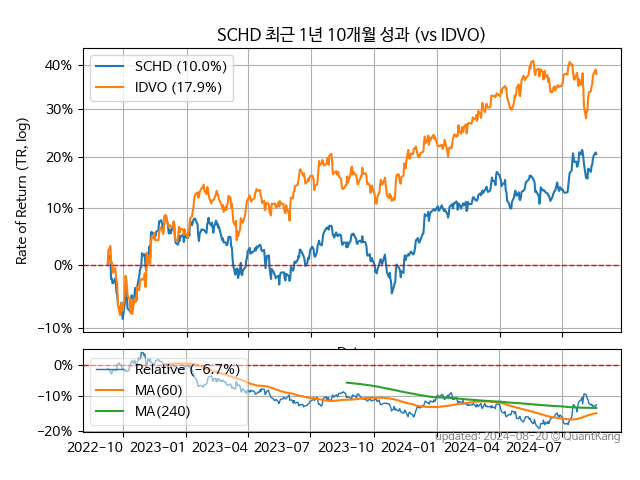 SCHD 최근 1년 10개월 성과 (vs IDVO)
Rate of Return (TR, log)
40%
30%
20%
10%
0%
−10%
SCHD (10.0%)
IDVO (17.9%)
0%
−10%
−20%
Relative (−6.7%)
MA(60)
MA(240)
2022−10 2023−01 2023−04 2023−07 2023−10 2024−01 2024−04 2024−07
updated: 2024−08−20 © QuantKang